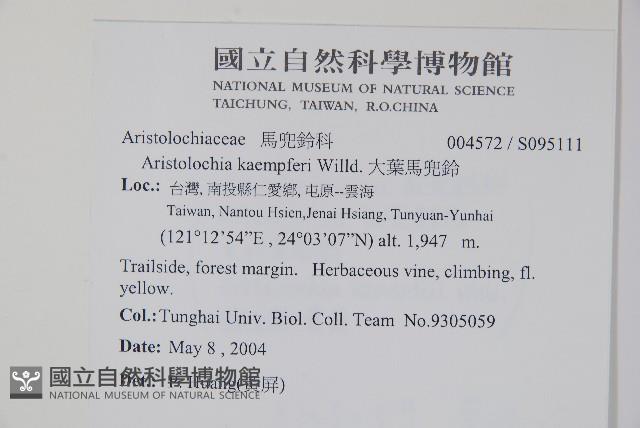 國立自然科學博物館
NATIONAL MUSEUM OF NATURAL SCIENCE
TAICHUNG, TAIWAN, R.O.CHINA
Aristolochiaceae 馬兜鈴科 004572 / S095111
Aristolochia kaempferi Willd. 大葉馬兜鈴
Loc.: 台灣, 南投縣仁愛鄉, 屯原--雲海
Taiwan, Nantou Hsien,Jenai Hsiang, Tunyuan-Yunhai
(121°12’54”E , 24°03’07”N) alt. 1,947 m.
Trailside, forest margin. Herbaceous vine, climbing, fl.
yellow.
Col.: Tunghai Univ. Biol. Coll. Team No.9305059
Date: May 8 , 2004
Huang 屏)
國立自然科學博物館
NATIONAL MUSEUM OF NATURAL SCIENCE